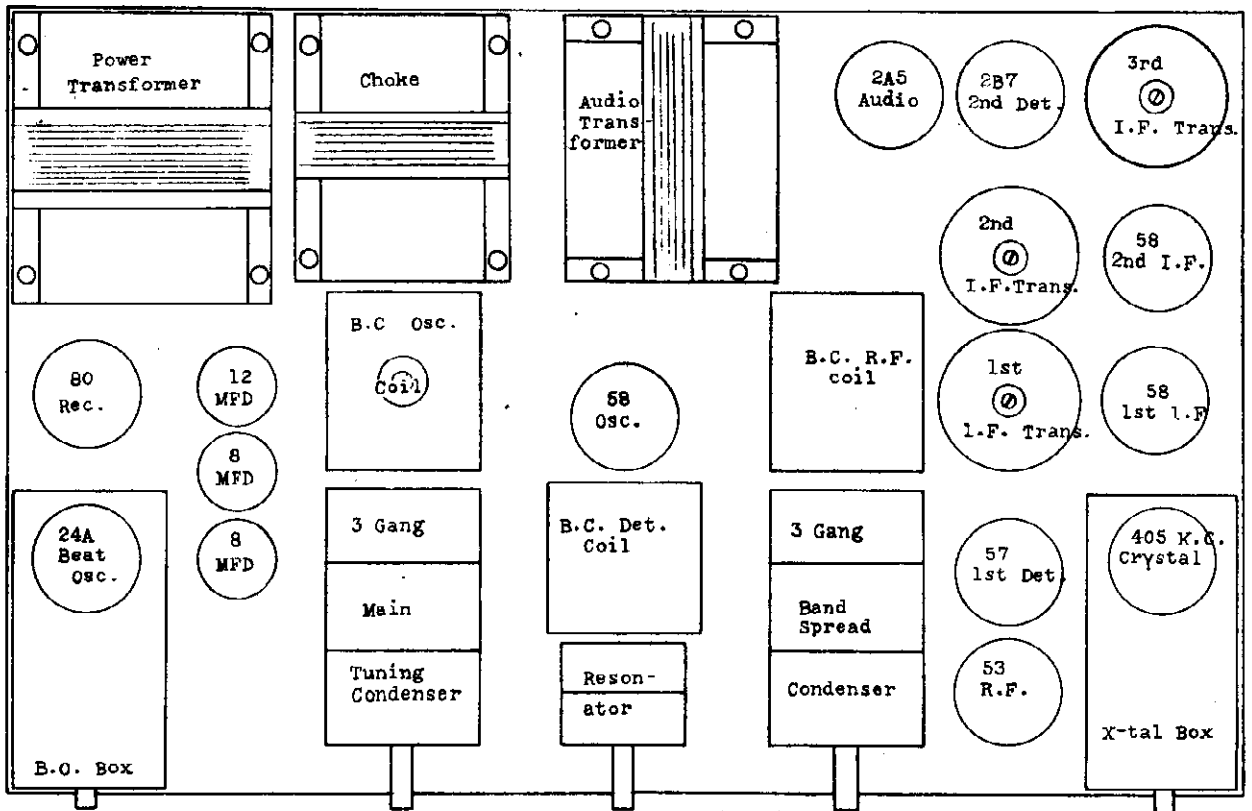 Power
Transformer
Choke
Audio
Trans
former
2A5
Audio
2B7
2nd Det.
3rd
I.F. Trans.
2nd
I.F.Trans.
58
2nd I.F.
B.C Osc.
Coil
B.C. R.F.
coil
1st
I.F. Trans.
58
1st I.F
80
Rec.
12
MFD
8
MFD
8
MFD
58
Osc.
24A
Beat
Osc.
B.O. Box
3 Gang
Main
Tuning
Condenser
B.C. Det.
Coil
Reson-
ator
3 Gang
Band
Spread
Condenser
57
1st Det.
53
R.F.
405 K.C.
Crystal
X-tal Box